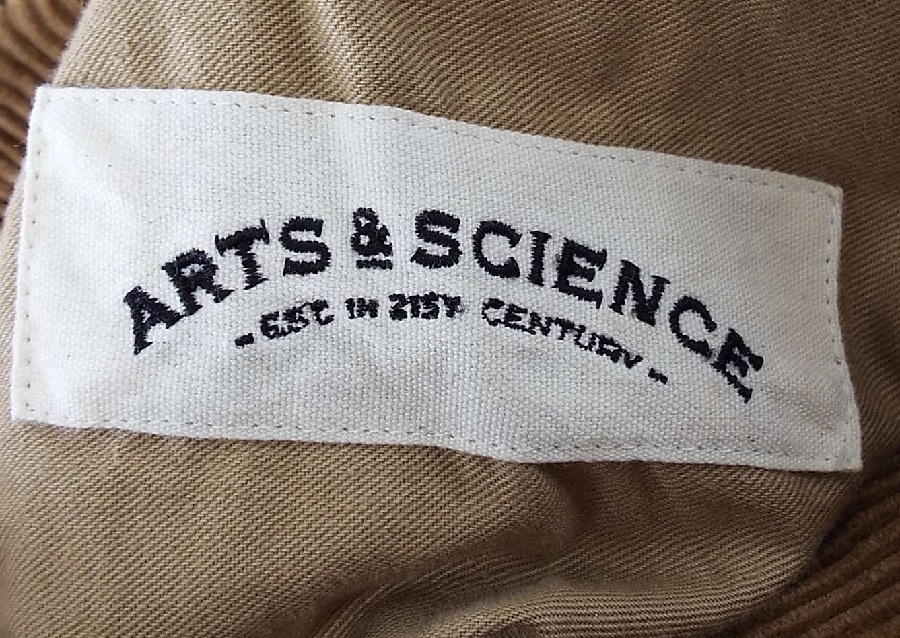 ARTS & SCIENCE
- EST IN 21ST CENTURY -